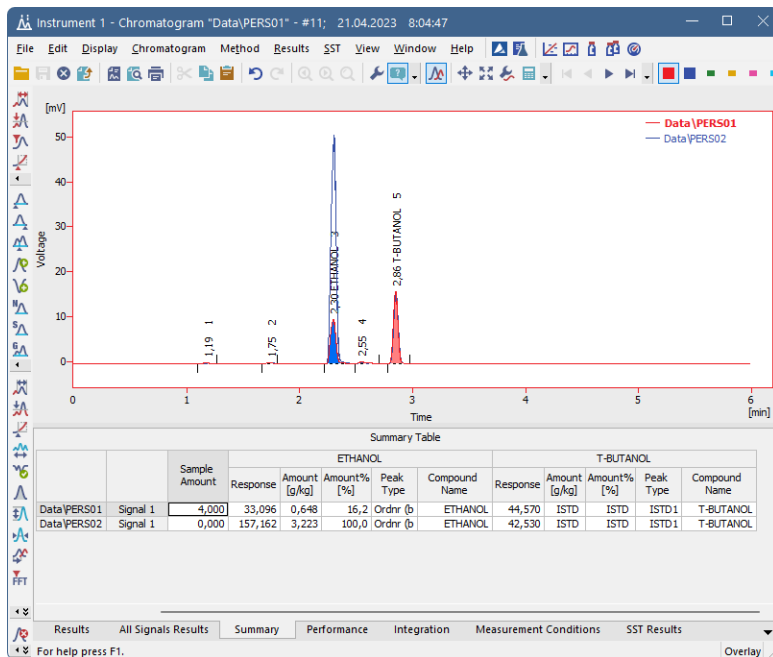 Instrument 1 - Chromatogram "Data\PERS01" - #11; 21.04.2023 8:04:47
File Edit Display Chromatogram Method Results SST View Window Help
[mV]
50
40
30
20
10
0
Voltage
1,19 1
1,75 2
2,30 ETHANOL 3
2,55 4
2,86 T-BUTANOL 5
Data\PERS01
Data\PERS02
0 1 2 3 4 5 6
Time [min]
Summary Table
ETHANOL T-BUTANOL
Sample Amount Response Amount [g/kg] Amount% [%] Peak Type Compound Name Response Amount [g/kg] Amount% [%] Peak Type Compound Name
Data\PERS01 Signal 1 4,000 33,096 0,648 16,2 Ordnr (b ETHANOL 44,570 ISTD ISTD ISTD1 T-BUTANOL
Data\PERS02 Signal 1 0,000 157,162 3,223 100,0 Ordnr (b ETHANOL 42,530 ISTD ISTD ISTD1 T-BUTANOL
FFT
Results All Signals Results Summary Performance Integration Measurement Conditions SST Results
For help press F1. Overlay